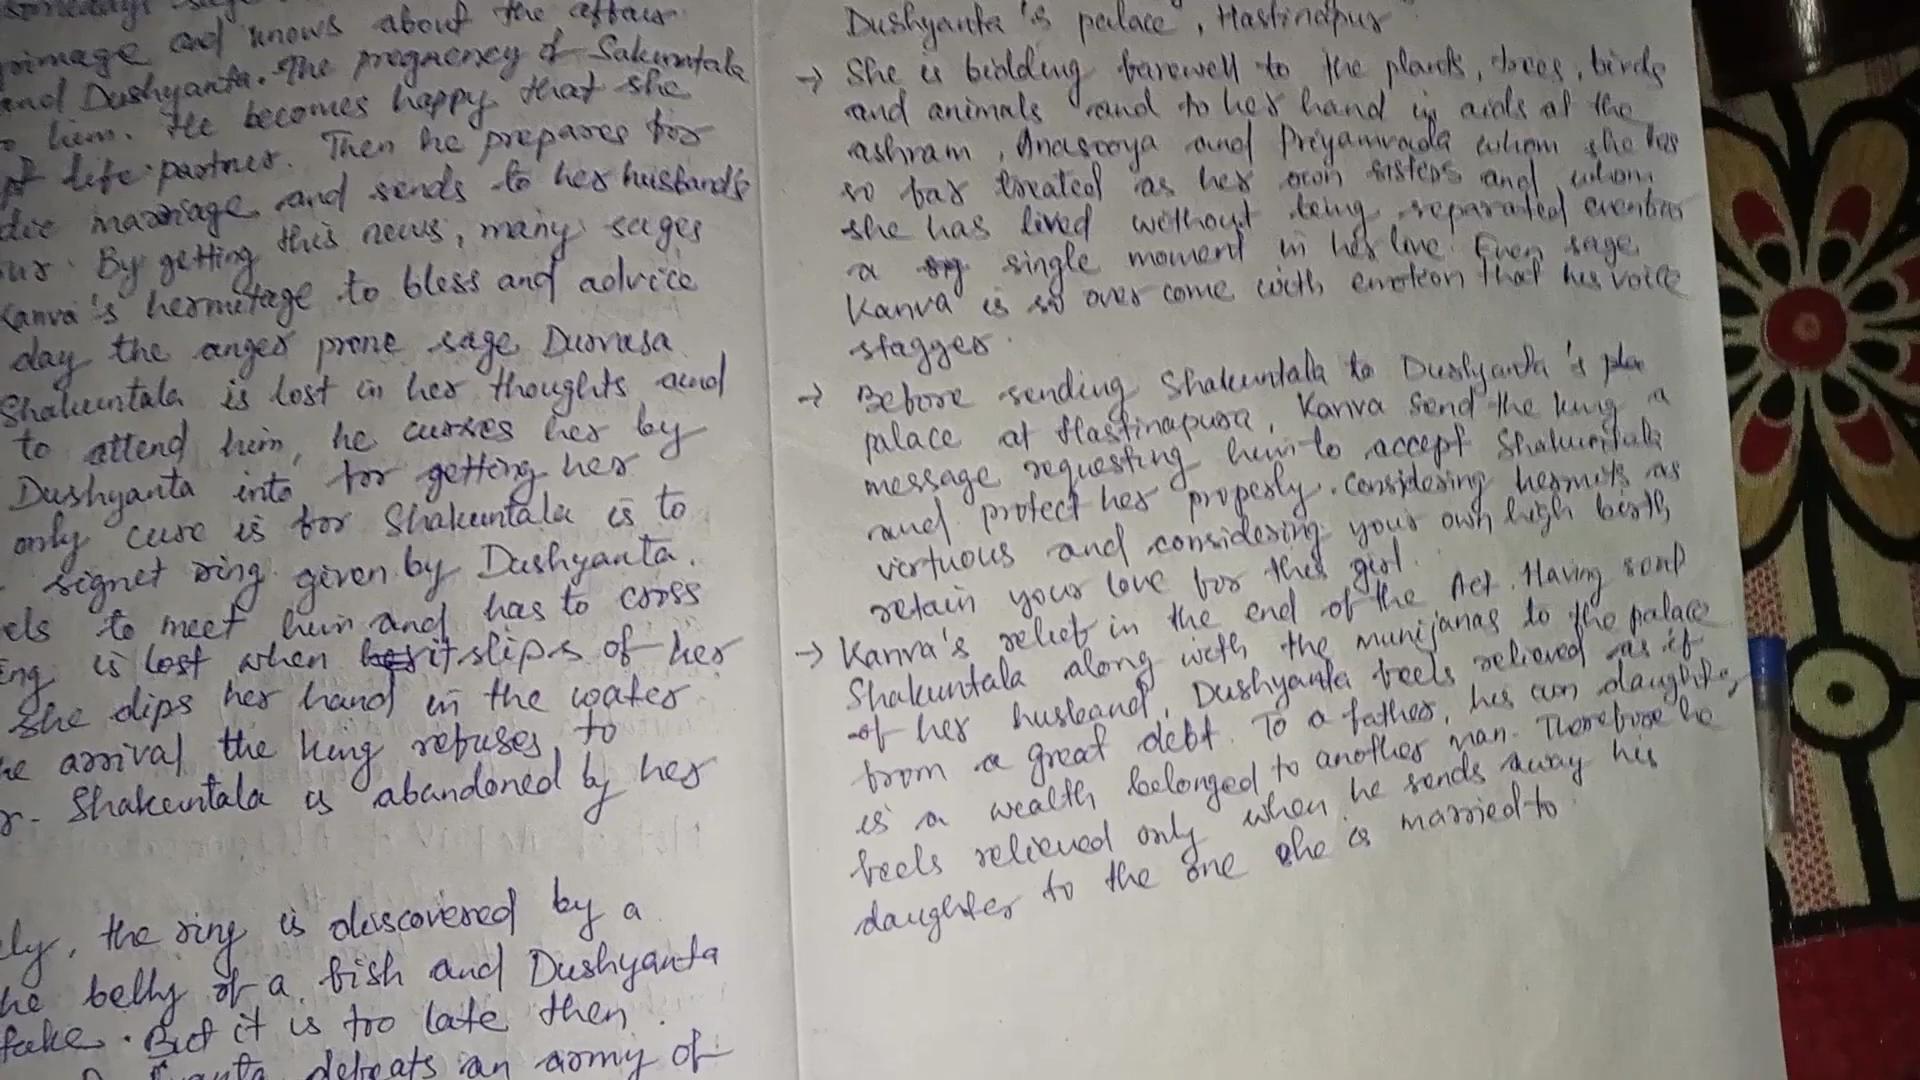 rimage and knows about the affair
and Dushyanta. The pregnency of Sakuntala
him. He becomes happy that she
of life partner. Then he prepares for
marriage and sends to her husband's
By getting this news, many sages
Kanva's hermitage to bless and advice
day the anger prone sage Durvasa
Shakuntala is lost in her thoughts and
to attend him, he curses her by
Dushyanta into for getting her
only cure is for Shakuntala is to
signet ring given by Dushyanta.
els to meet him and has to corss
ing is lost when it slips of her
She dips her hand in the water
he arrival the king refuses to
r. Shakuntala is abandoned by her
ly, the ring is discovered by a
he belly of a fish and Dushyanta
take. But it is too late then.
defeats an army of
Dushyanta's palace, Hastinapur
→ She is bidding farewell to the plants, trees, birds
and animals and to her hand in aids at the
ashram, Anasooya and Priyamvada whom she has
so far treated as her own sisters and whom
she has lived without being separated even for
a single moment in her live. Even sage
Kanva is so over come with emotion that his voice
stagger.
→ Before sending Shakuntala to Dushyanta's pla
palace at Hastinapura, Kanva send the king a
message requesting him to accept Shakuntala
and protect her properly. Considering hermits as
virtuous and considering your own high birth,
retain your love for this girl.
→ Kanva's relief in the end of the Act. Having send
Shakuntala along with the munijanas to the palace
of her husband, Dushyanta feels relieved as if
from a great debt. To a father, his own daughter,
is a wealth belonged to another man. Therefore he
feels relieved only when he sends away his
daughter to the one she is married to.